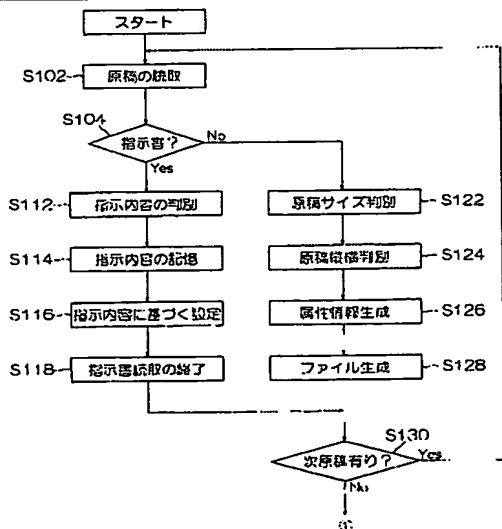 スタート
S102
原稿の読取
S104
指示書?
No
Yes
S112
指示内容の判別
原稿サイズ判別
S122
S114
指示内容の記憶
原稿縦横判別
S124
S116
指示内容に基づく設定
属性情報生成
S126
S118
指示書読取の終了
ファイル生成
S128
S130
次原稿有り?
Yes
No